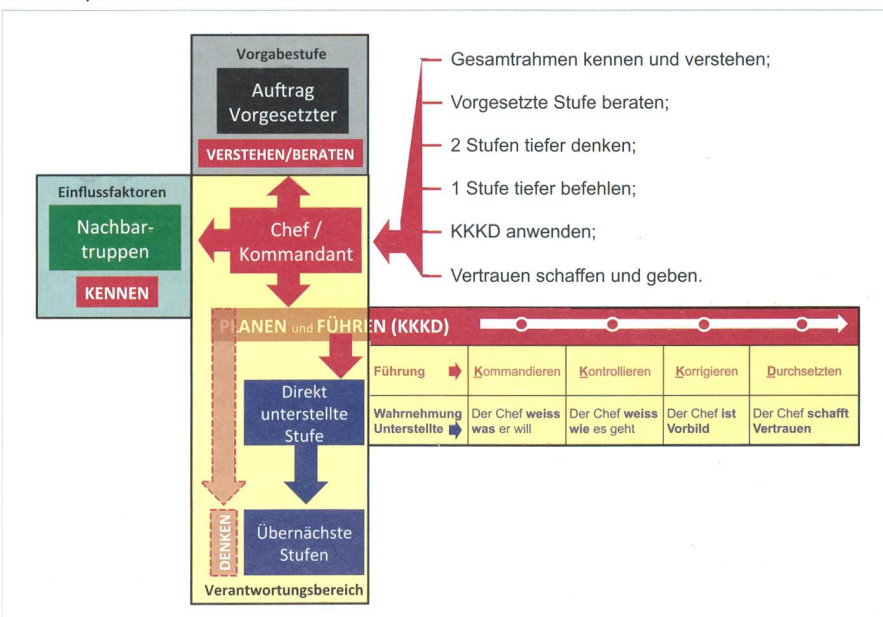 Vorgabestufe
Auftrag
Vorgesetzter
VERSTEHEN/BERATEN
Einflussfaktoren
Nachbar-
truppen
KENNEN
Chef /
Kommandant
Gesamtrahmen kennen und verstehen;
Vorgesetzte Stufe beraten;
2 Stufen tiefer denken;
1 Stufe tiefer befehlen;
KKKD anwenden;
Vertrauen schaffen und geben.
PLANEN und FÜHREN (KKKD)
Führung Kommandieren Kontrollieren Korrigieren Durchsetzten
Wahrnehmung Der Chef weiss Der Chef weiss Der Chef ist Der Chef schafft
Unterstellte was er will wie es geht Vorbild Vertrauen
Direkt
unterstellte
Stufe
DENKEN
Übernächste
Stufen
Verantwortungsbereich